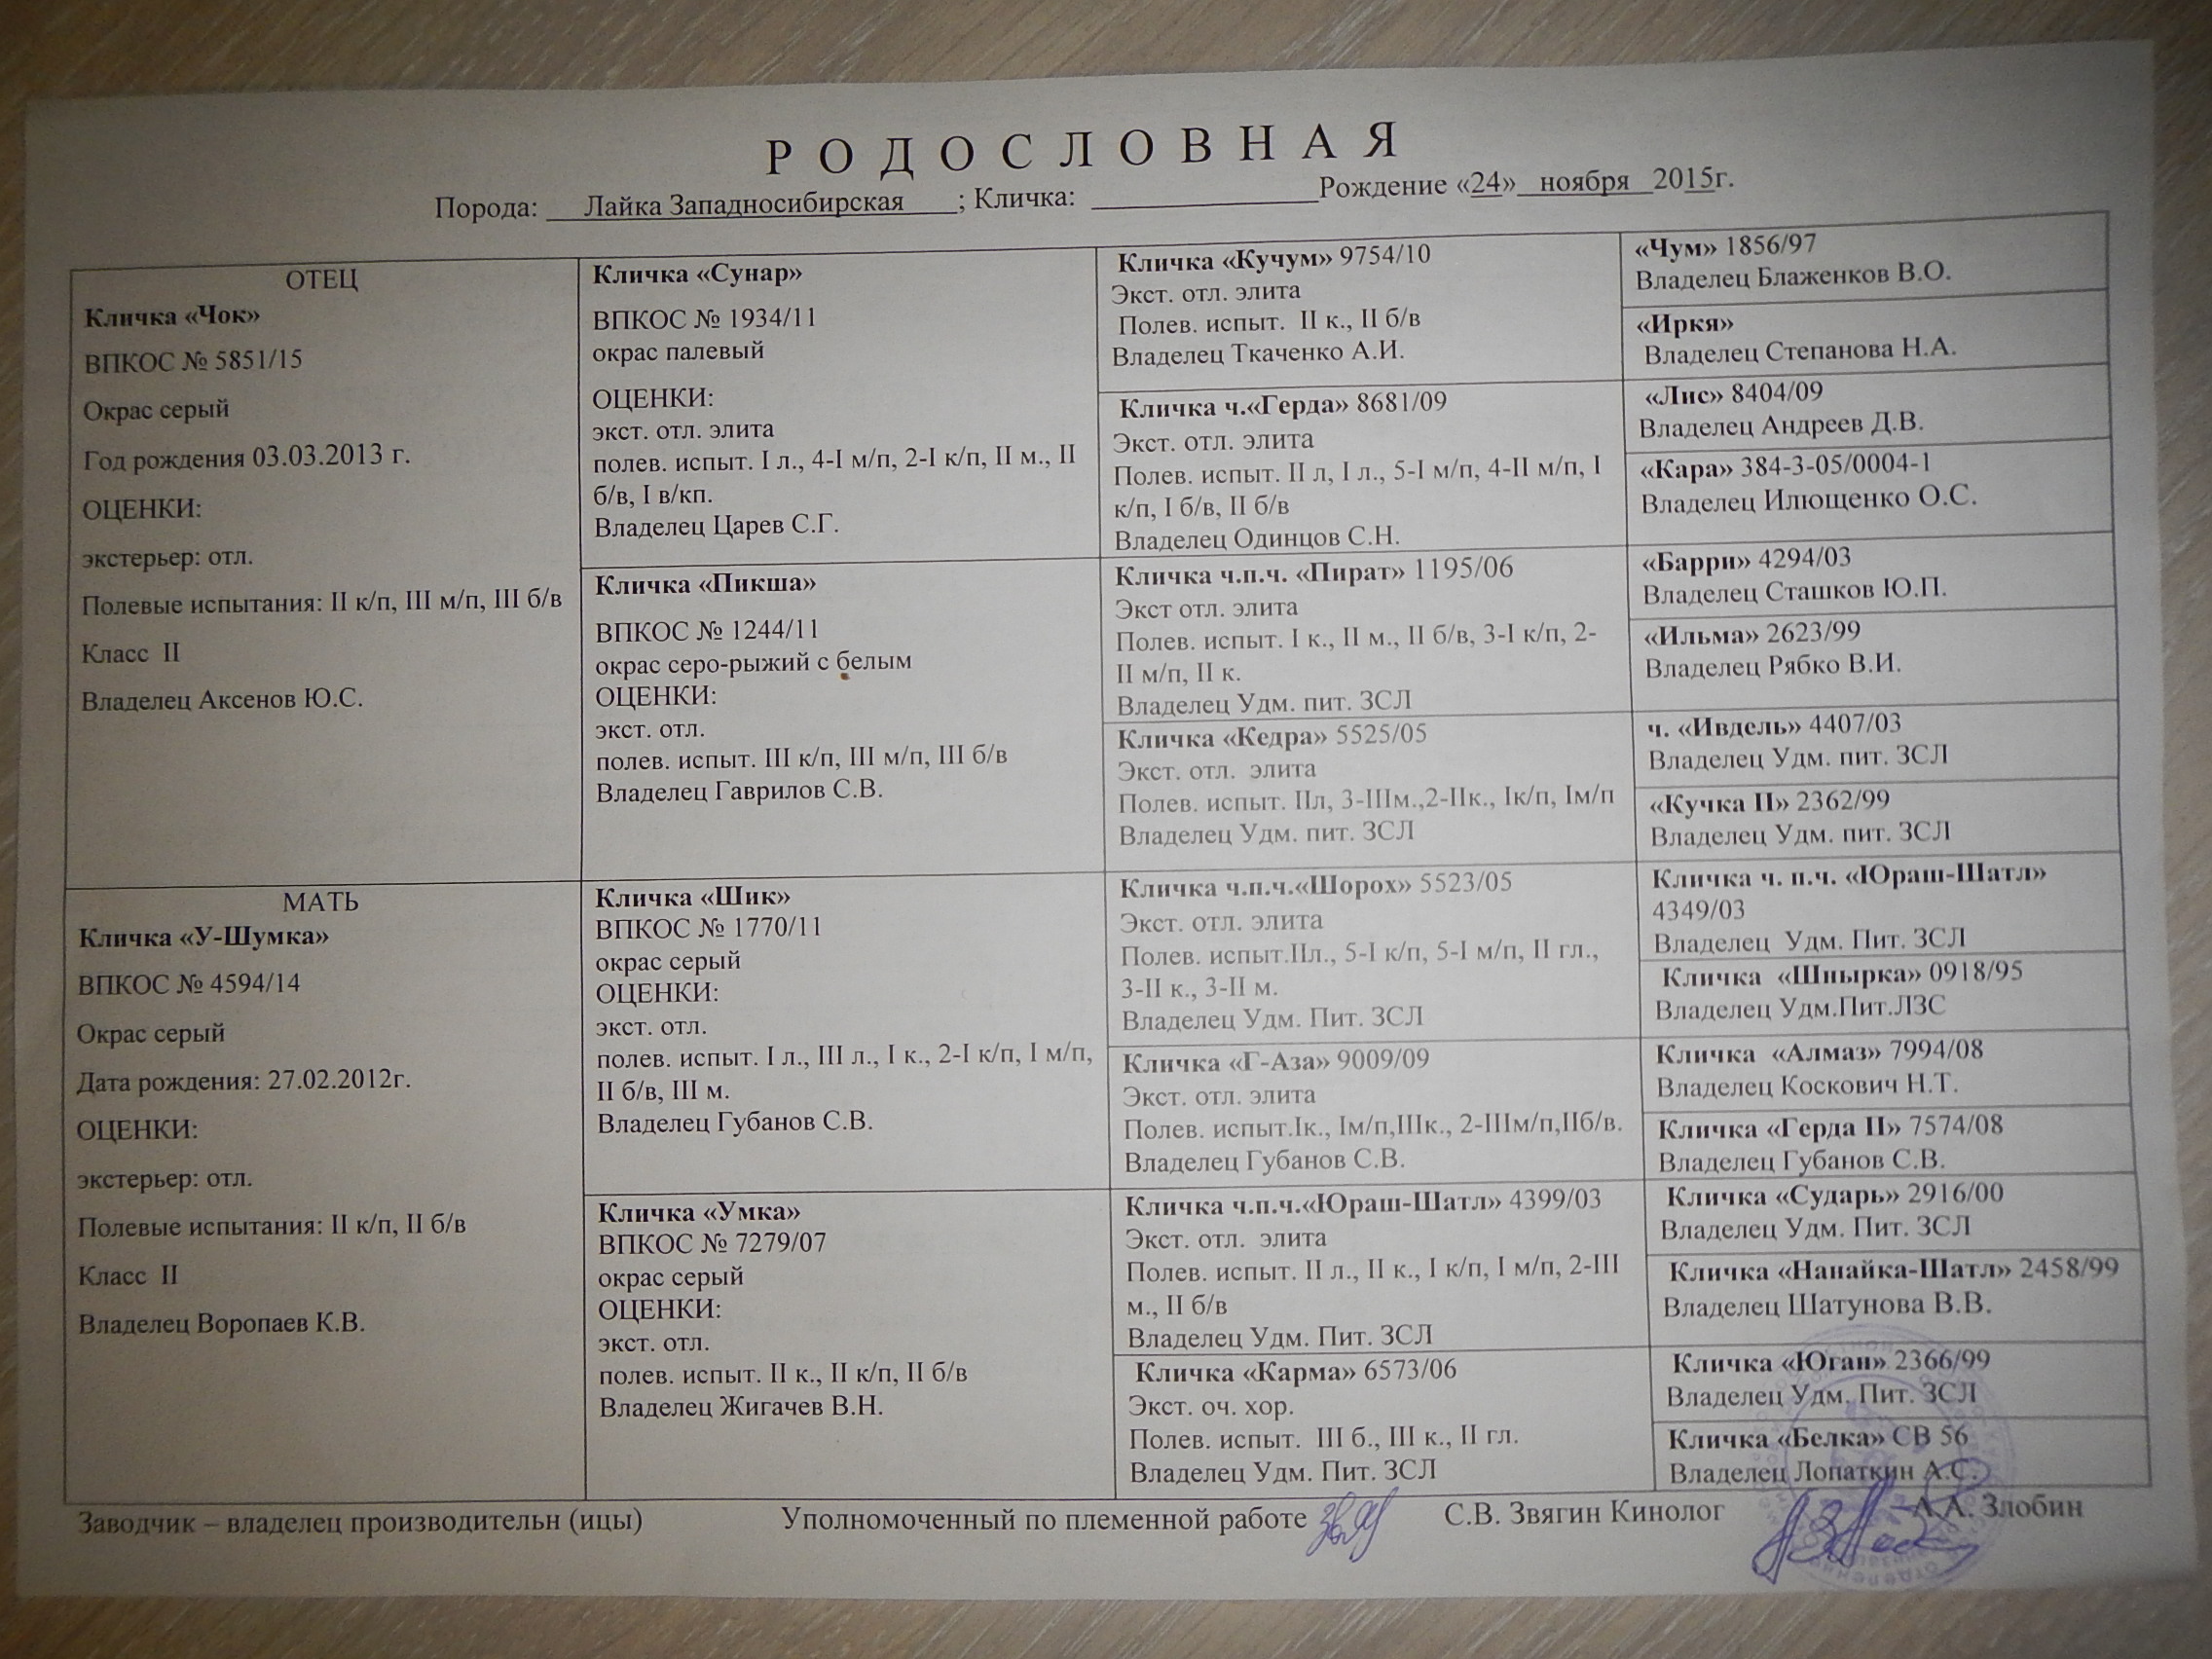 РОДОСЛОВНАЯ
Порода: Лайка Западносибирская ; Кличка: Рождение «24» ноября 2015г.
ОТЕЦ
Кличка «Чок»
ВПКОС № 5851/15
Окрас серый
Год рождения 03.03.2013 г.
ОЦЕНКИ:
экстерьер: отл.
Полевые испытания: II к/п, III м/п, III б/в
Класс II
Владелец Аксенов Ю.С.
МАТЬ
Кличка «У-Шумка»
ВПКОС № 4594/14
Окрас серый
Дата рождения: 27.02.2012г.
ОЦЕНКИ:
экстерьер: отл.
Полевые испытания: II к/п, II б/в
Класс II
Владелец Воропаев К.В.
Кличка «Сунар»
ВПКОС № 1934/11
окрас палевый
ОЦЕНКИ:
экст. отл. элита
полев. испыт. I л., 4-I м/п, 2-I к/п, II м., II
б/в, I в/кп.
Владелец Царев С.Г.
Кличка «Пикша»
ВПКОС № 1244/11
окрас серо-рыжий с белым
ОЦЕНКИ:
экст. отл.
полев. испыт. III к/п, III м/п, III б/в
Владелец Гаврилов С.В.
Кличка «Шик»
ВПКОС № 1770/11
окрас серый
ОЦЕНКИ:
экст. отл.
полев. испыт. I л., III л., I к., 2-I к/п, I м/п,
II б/в, III м.
Владелец Губанов С.В.
Кличка «Умка»
ВПКОС № 7279/07
окрас серый
ОЦЕНКИ:
экст. отл.
полев. испыт. II к., II к/п, II б/в
Владелец Жигачев В.Н.
Кличка «Кучум» 9754/10
Экст. отл. элита
Полев. испыт. II к., II б/в
Владелец Ткаченко А.И.
Кличка ч.«Герда» 8681/09
Экст. отл. элита
Полев. испыт. II л, I л., 5-I м/п, 4-II м/п, I
к/п, I б/в, II б/в
Владелец Одинцов С.Н.
Кличка ч.п.ч. «Пират» 1195/06
Экст отл. элита
Полев. испыт. I к., II м., II б/в, 3-I к/п, 2-
II м/п, II к.
Владелец Удм. пит. ЗСЛ
Кличка «Кедра» 5525/05
Экст. отл. элита
Полев. испыт. IIл, 3-IIIм.,2-IIк., Iк/п, Iм/п
Владелец Удм. пит. ЗСЛ
Кличка ч.п.ч.«Шорох» 5523/05
Экст. отл. элита
Полев. испыт.IIл., 5-I к/п, 5-I м/п, II гл.,
3-II к., 3-II м.
Владелец Удм. Пит. ЗСЛ
Кличка «Г-Аза» 9009/09
Экст. отл. элита
Полев. испыт.Iк., Iм/п,IIIк., 2-IIIм/п,IIб/в.
Владелец Губанов С.В.
Кличка ч.п.ч.«Юраш-Шатл» 4399/03
Экст. отл. элита
Полев. испыт. II л., II к., I к/п, I м/п, 2-III
м., II б/в
Владелец Удм. Пит. ЗСЛ
Кличка «Карма» 6573/06
Экст. оч. хор.
Полев. испыт. III б., III к., II гл.
Владелец Удм. Пит. ЗСЛ
«Чум» 1856/97
Владелец Блаженков В.О.
«Иркя»
Владелец Степанова Н.А.
«Лис» 8404/09
Владелец Андреев Д.В.
«Кара» 384-3-05/0004-1
Владелец Илющенко О.С.
«Барри» 4294/03
Владелец Сташков Ю.П.
«Ильма» 2623/99
Владелец Рябко В.И.
ч. «Ивдель» 4407/03
Владелец Удм. пит. ЗСЛ
«Кучка II» 2362/99
Владелец Удм. пит. ЗСЛ
Кличка ч. п.ч. «Юраш-Шатл»
4349/03
Владелец Удм. Пит. ЗСЛ
Кличка «Шпырка» 0918/95
Владелец Удм.Пит.ЛЗС
Кличка «Алмаз» 7994/08
Владелец Коскович Н.Т.
Кличка «Герда II» 7574/08
Владелец Губанов С.В.
Кличка «Сударь» 2916/00
Владелец Удм. Пит. ЗСЛ
Кличка «Нанайка-Шатл» 2458/99
Владелец Шатунова В.В.
Кличка «Юган» 2366/99
Владелец Удм. Пит. ЗСЛ
Кличка «Белка» СВ 56
Владелец Лопаткин А.С.
Заводчик – владелец производительн (ицы) Уполномоченный по племенной работе С.В. Звягин Кинолог А.А. Злобин